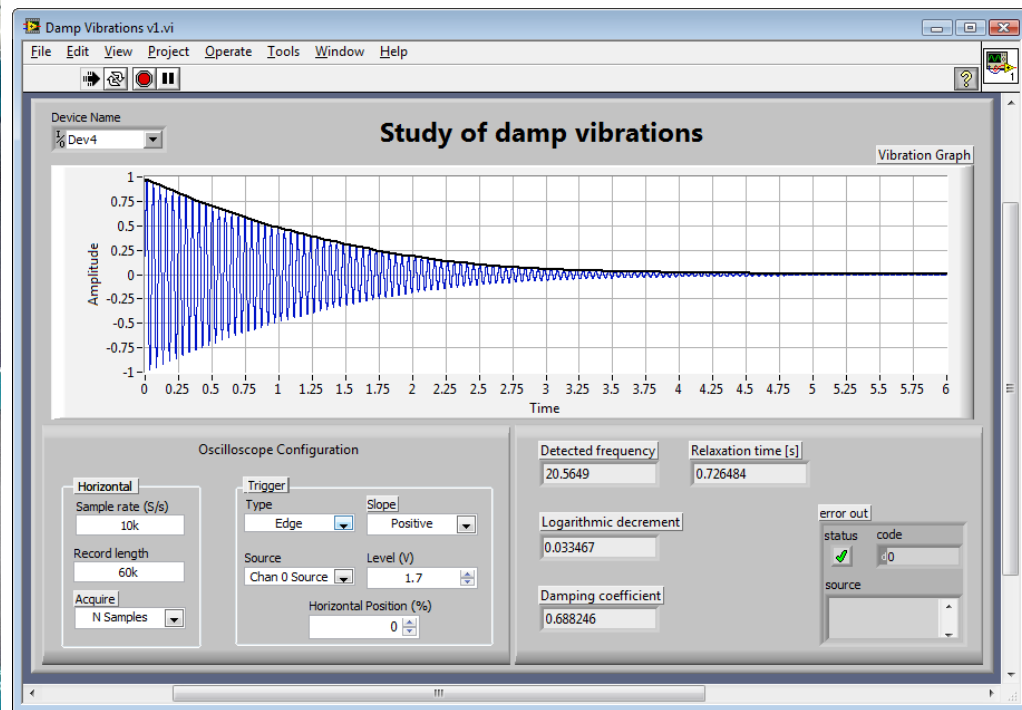 Damp Vibrations v1.vi
File Edit View Project Operate Tools Window Help
1
Device Name
I/0 Dev4
Study of damp vibrations
Vibration Graph
Amplitude
1
0.75
0.5
0.25
0
-0.25
-0.5
-0.75
-1
0 0.25 0.5 0.75 1 1.25 1.5 1.75 2 2.25 2.5 2.75 3 3.25 3.5 3.75 4 4.25 4.5 4.75 5 5.25 5.5 5.75 6
Time
Oscilloscope Configuration
Horizontal
Sample rate (S/s)
10k
Record length
60k
Acquire
N Samples
Trigger
Type Slope
Edge Positive
Source Level (V)
Chan 0 Source 1.7
Horizontal Position (%)
0
Detected frequency Relaxation time [s]
20.5649 0.726484
Logarithmic decrement
0.033467
Damping coefficient
0.688246
error out
status code
d0
source